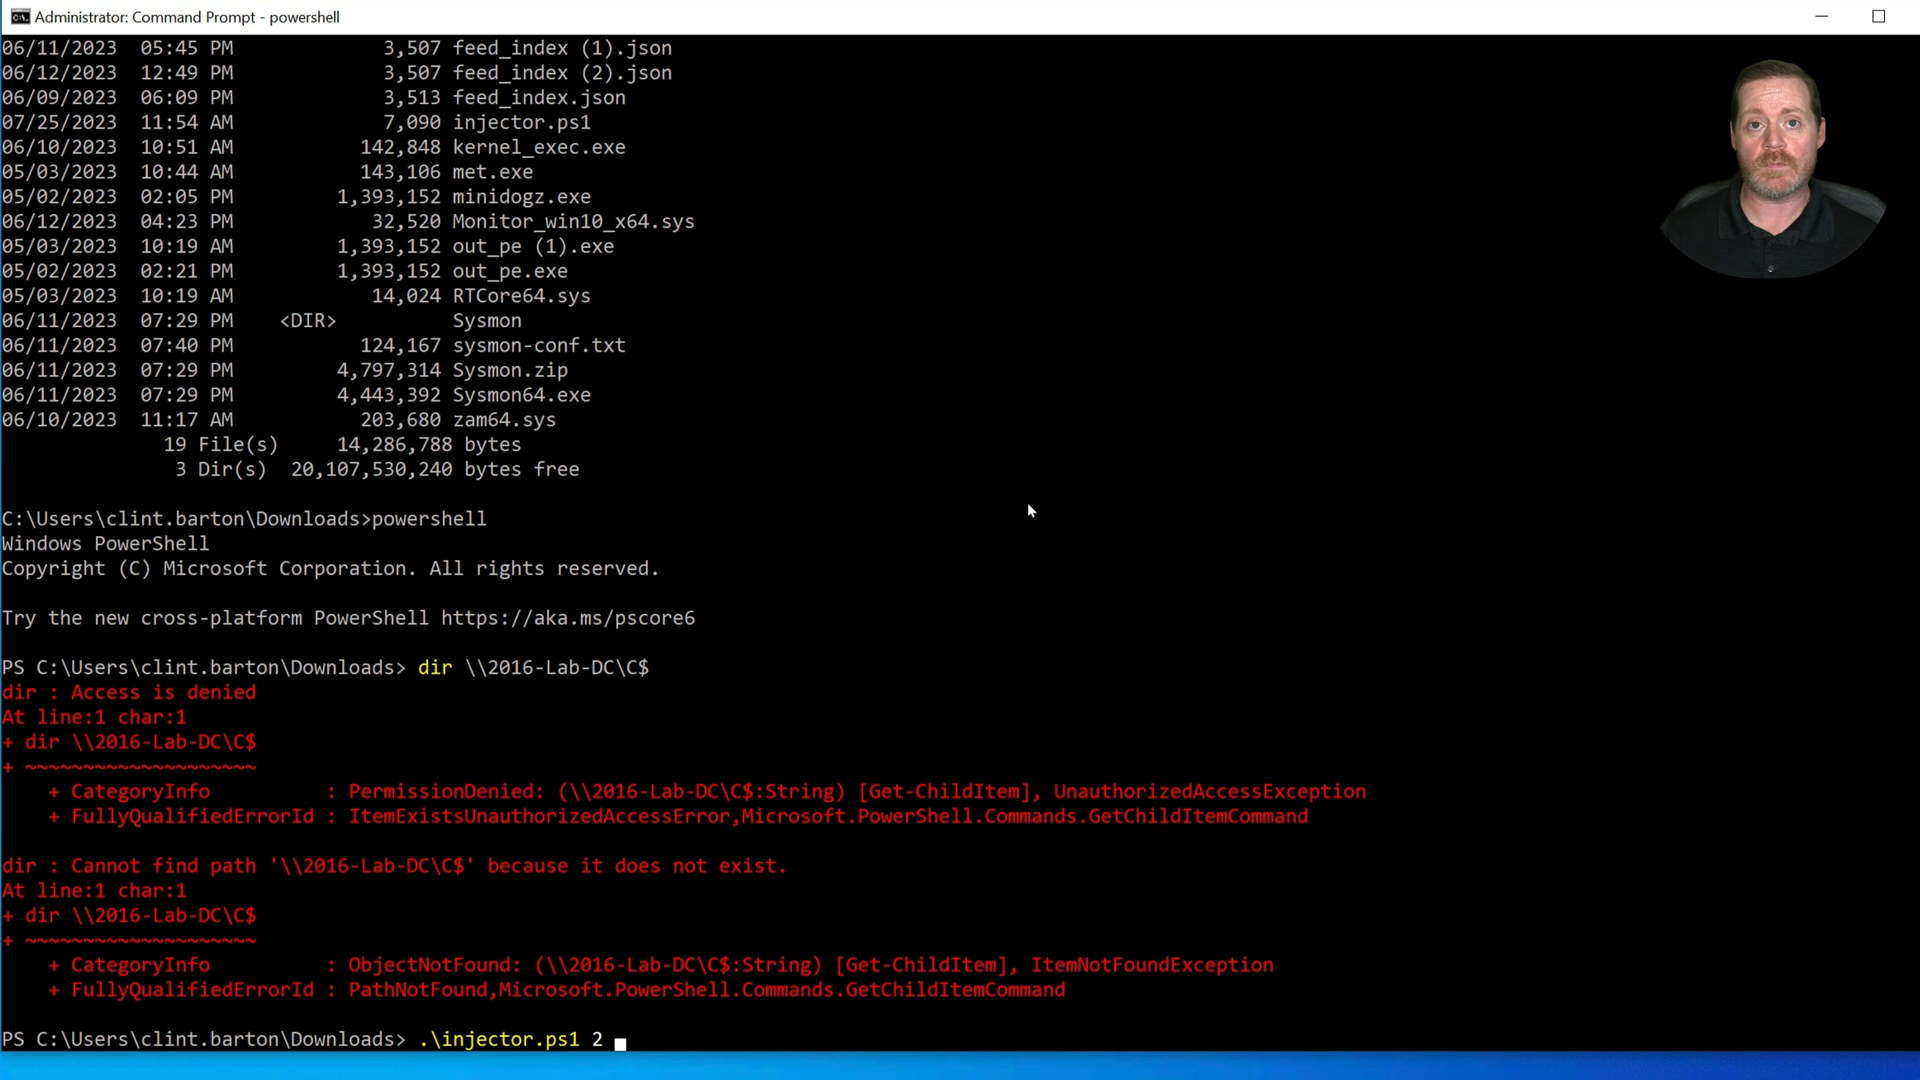 Administrator: Command Prompt - powershell
06/11/2023  05:45 PM             3,507 feed_index (1).json
06/12/2023  12:49 PM             3,507 feed_index (2).json
06/09/2023  06:09 PM             3,513 feed_index.json
07/25/2023  11:54 AM             7,090 injector.ps1
06/10/2023  10:51 AM           142,848 kernel_exec.exe
05/03/2023  10:44 AM           143,106 met.exe
05/02/2023  02:05 PM         1,393,152 minidogz.exe
06/12/2023  04:23 PM            32,520 Monitor_win10_x64.sys
05/03/2023  10:19 AM         1,393,152 out_pe (1).exe
05/02/2023  02:21 PM         1,393,152 out_pe.exe
05/03/2023  10:19 AM            14,024 RTCore64.sys
06/11/2023  07:29 PM    <DIR>          Sysmon
06/11/2023  07:40 PM           124,167 sysmon-conf.txt
06/11/2023  07:29 PM         4,797,314 Sysmon.zip
06/11/2023  07:29 PM         4,443,392 Sysmon64.exe
06/10/2023  11:17 AM           203,680 zam64.sys
              19 File(s)     14,286,788 bytes
               3 Dir(s)  20,107,530,240 bytes free
C:\Users\clint.barton\Downloads>powershell
Windows PowerShell
Copyright (C) Microsoft Corporation. All rights reserved.
Try the new cross-platform PowerShell https://aka.ms/pscore6
PS C:\Users\clint.barton\Downloads> dir \\2016-Lab-DC\C$
dir : Access is denied
At line:1 char:1
+ dir \\2016-Lab-DC\C$
+ ~~~~~~~~~~~~~~~~~~~~
    + CategoryInfo          : PermissionDenied: (\\2016-Lab-DC\C$:String) [Get-ChildItem], UnauthorizedAccessException
    + FullyQualifiedErrorId : ItemExistsUnauthorizedAccessError,Microsoft.PowerShell.Commands.GetChildItemCommand
dir : Cannot find path '\\2016-Lab-DC\C$' because it does not exist.
At line:1 char:1
+ dir \\2016-Lab-DC\C$
+ ~~~~~~~~~~~~~~~~~~~~
    + CategoryInfo          : ObjectNotFound: (\\2016-Lab-DC\C$:String) [Get-ChildItem], ItemNotFoundException
    + FullyQualifiedErrorId : PathNotFound,Microsoft.PowerShell.Commands.GetChildItemCommand
PS C:\Users\clint.barton\Downloads> .\injector.ps1 2